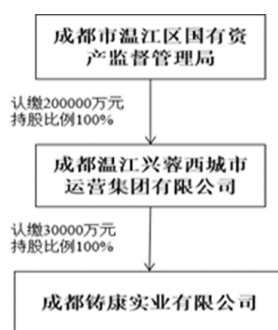 成都市温江区国有资
产监督管理局
认缴200000万元
持股比例100%
成都温江兴蓉西城市
运营集团有限公司
认缴30000万元
持股比例100%
成都铸康实业有限公司